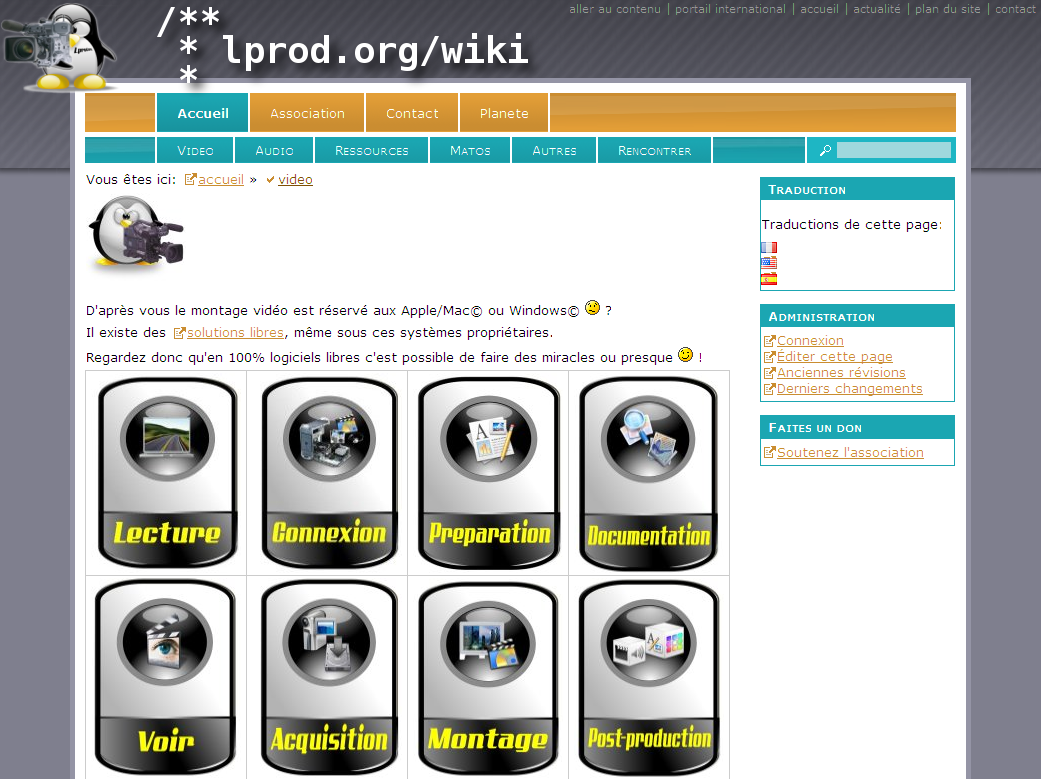 aller au contenu | portail international | accueil | actualité | plan du site | contact
/**
* lprod.org/wiki
*
Accueil Association Contact Planete
Video Audio Ressources Matos Autres Rencontrer
Vous êtes ici: accueil » video
D'après vous le montage vidéo est réservé aux Apple/Mac© ou Windows© ?
Il existe des solutions libres, même sous ces systèmes propriétaires.
Regardez donc qu'en 100% logiciels libres c'est possible de faire des miracles ou presque !
Lecture Connexion Preparation Documentation
Voir Acquisition Montage Post-production
Traduction
Traductions de cette page:
Administration
Connexion
Éditer cette page
Anciennes révisions
Derniers changements
Faites un don
Soutenez l'association